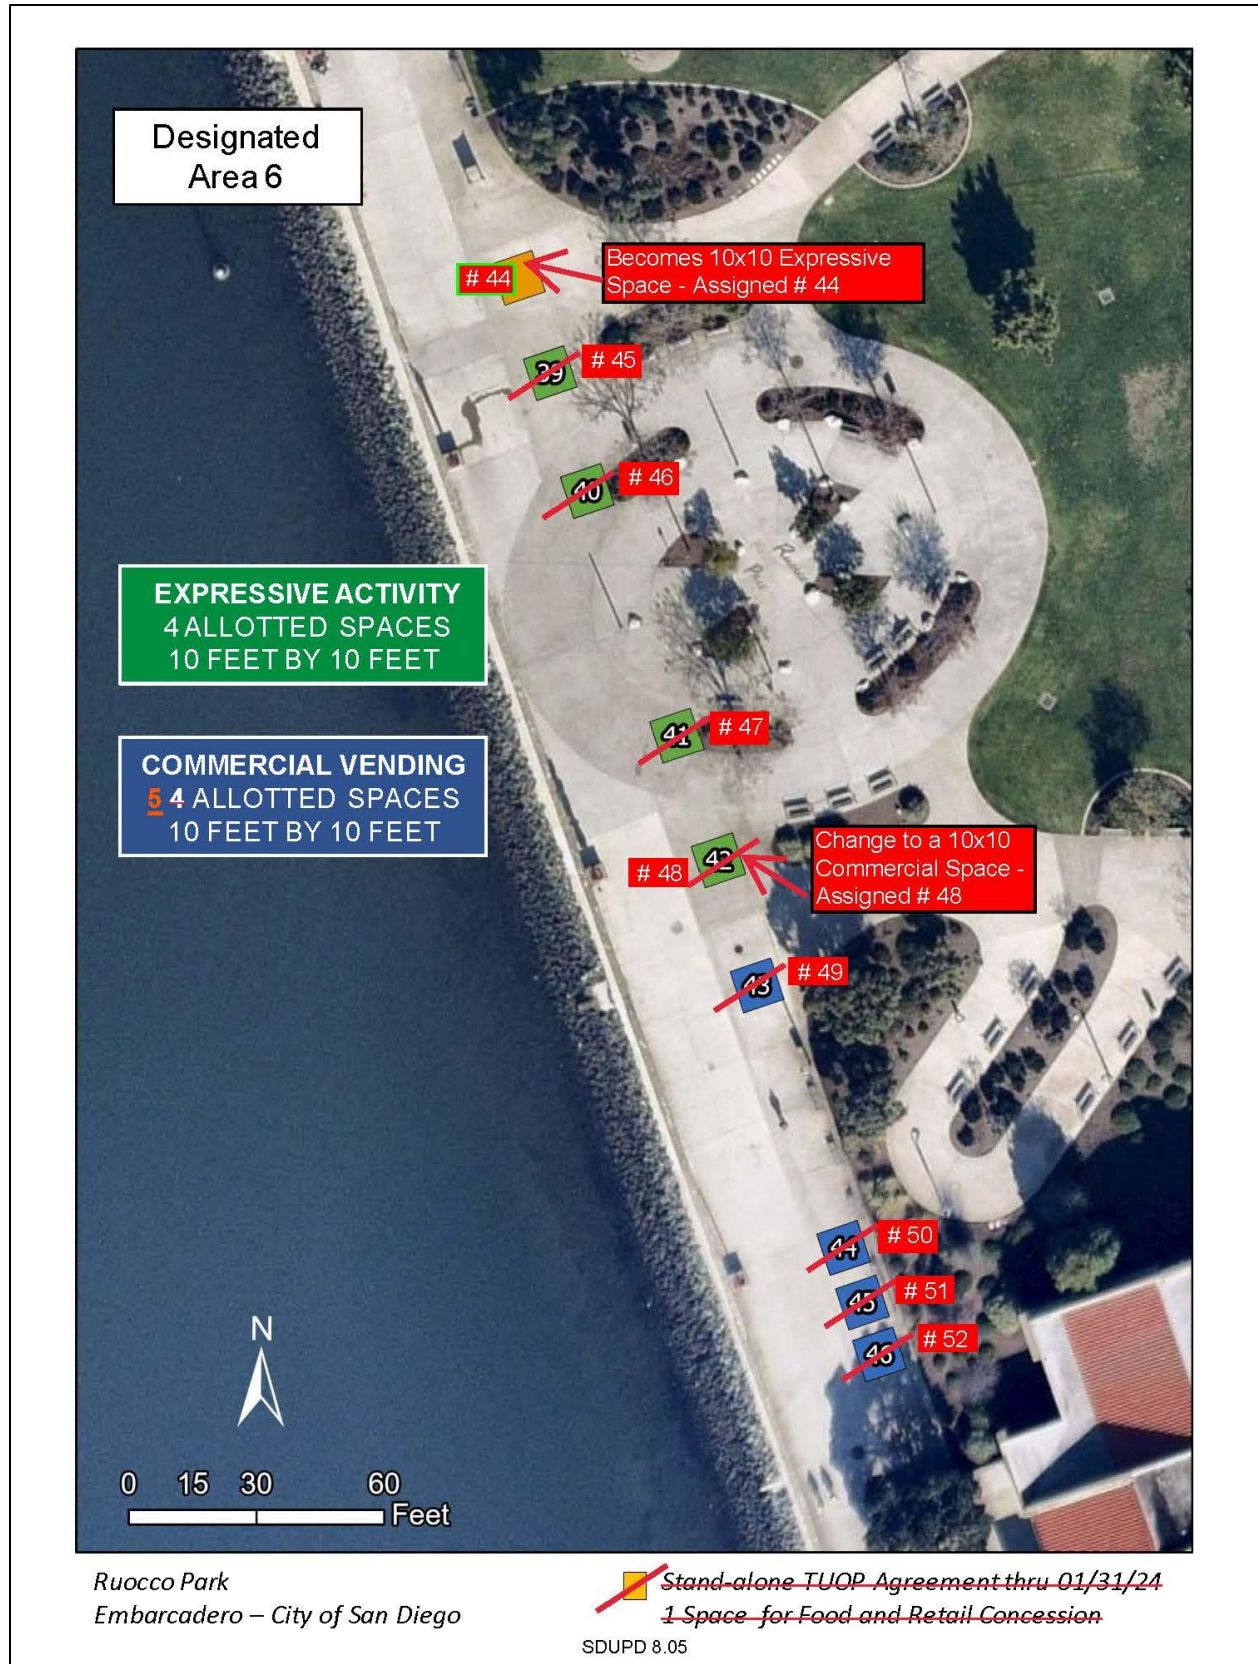 Designated
Area 6
# 44
Becomes 10x10 Expressive
Space - Assigned # 44
39
# 45
40
# 46
EXPRESSIVE ACTIVITY
4 ALLOTTED SPACES
10 FEET BY 10 FEET
41
# 47
COMMERCIAL VENDING
5 4 ALLOTTED SPACES
10 FEET BY 10 FEET
# 48
42
Change to a 10x10
Commercial Space -
Assigned # 48
43
# 49
44
# 50
45
# 51
46
# 52
N
0 15 30 60
Feet
Ruocco Park
Embarcadero – City of San Diego
Stand-alone TUOP Agreement thru 01/31/24
1 Space for Food and Retail Concession
SDUPD 8.05